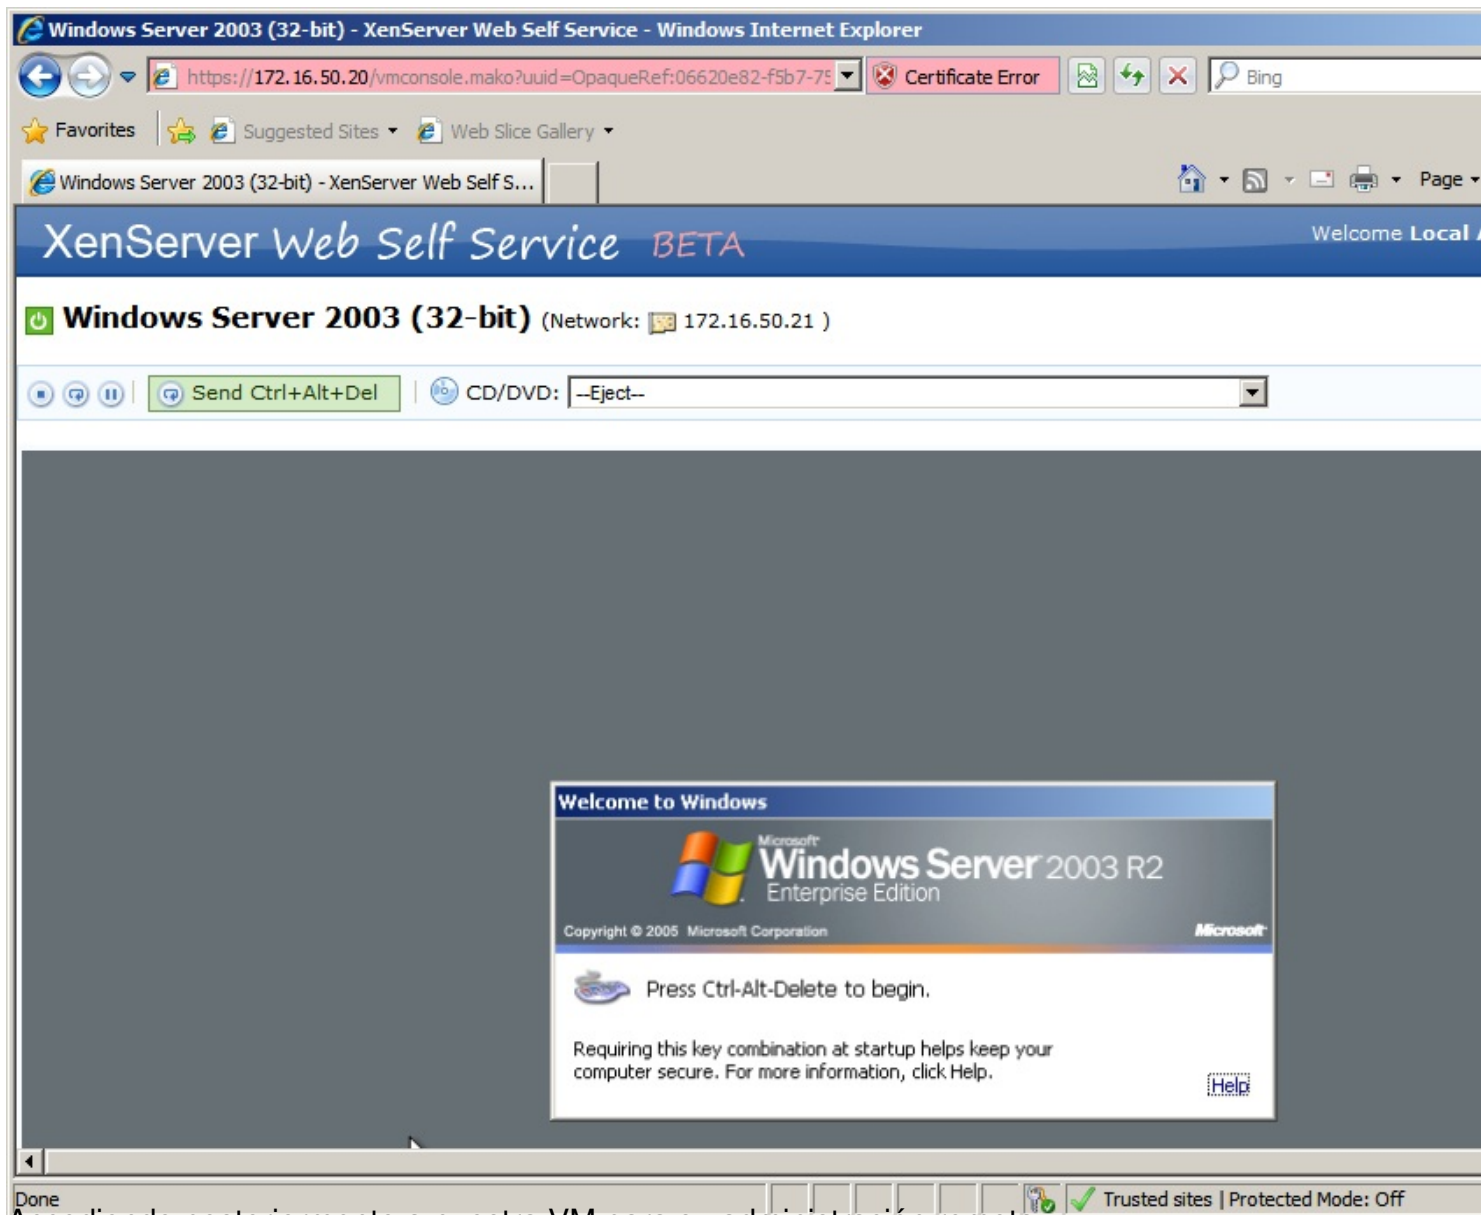 Windows Server 2003 (32-bit) - XenServer Web Self Service - Windows Internet Explorer
https://172.16.50.20/vmconsole.mako?uuid=OpaqueRef:06620e82-f5b7-75
Certificate Error
Bing
Favorites
Suggested Sites
Web Slice Gallery
Windows Server 2003 (32-bit) - XenServer Web Self S...
Page
XenServer Web Self Service BETA
Welcome Local
Windows Server 2003 (32-bit) (Network: 172.16.50.21 )
Send Ctrl+Alt+Del
CD/DVD:
--Eject--
Welcome to Windows
Microsoft
Windows Server 2003 R2
Enterprise Edition
Copyright © 2005 Microsoft Corporation
Microsoft
Press Ctrl-Alt-Delete to begin.
Requiring this key combination at startup helps keep your
computer secure. For more information, click Help.
Help
Done
Trusted sites | Protected Mode: Off